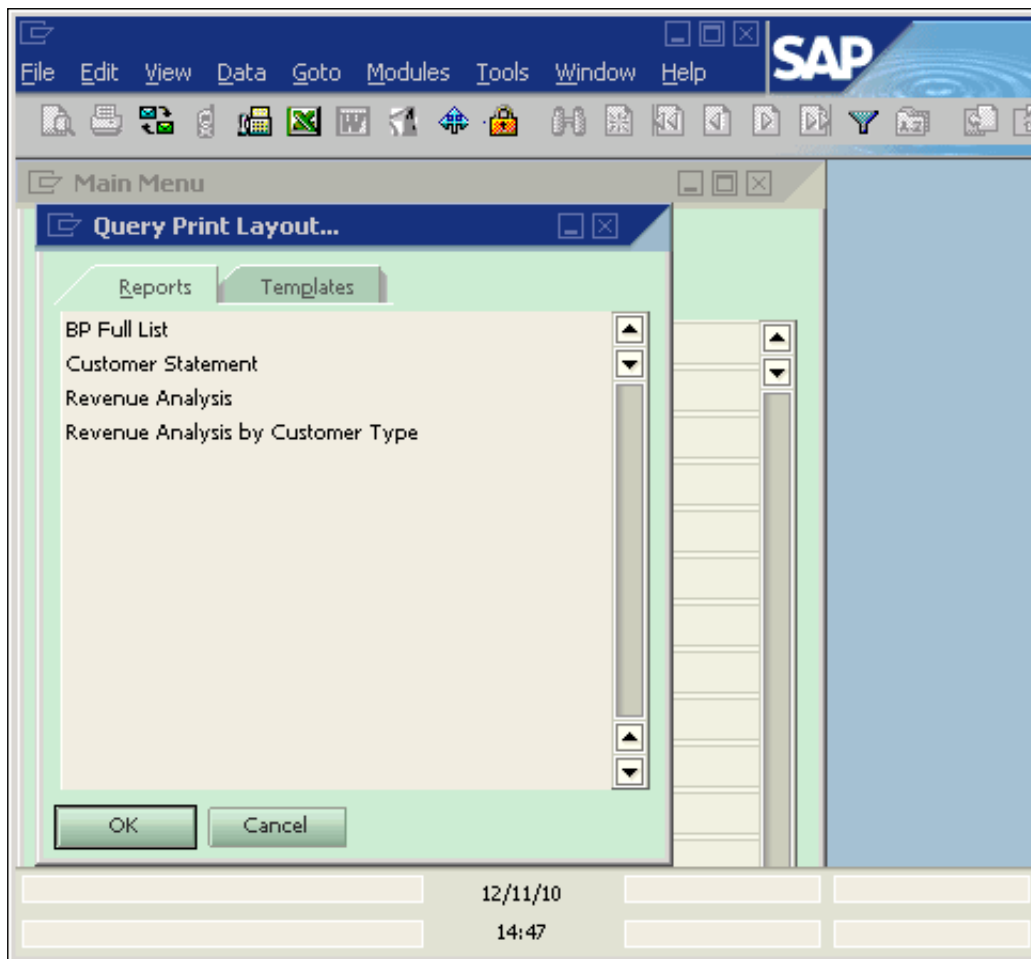 SAP
File Edit View Data Goto Modules Tools Window Help
Main Menu
Query Print Layout...
Reports Templates
BP Full List
Customer Statement
Revenue Analysis
Revenue Analysis by Customer Type
OK Cancel
12/11/10
14:47